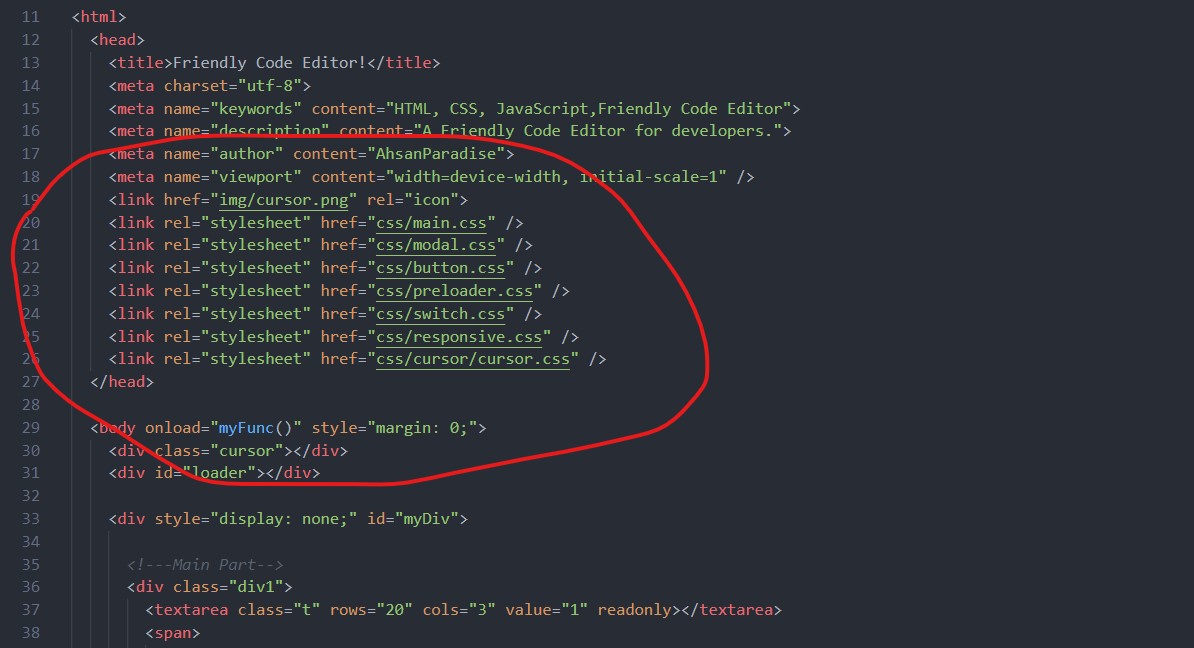 11 <html>
12 <head>
13 <title>Friendly Code Editor!</title>
14 <meta charset="utf-8">
15 <meta name="keywords" content="HTML, CSS, JavaScript,Friendly Code Editor">
16 <meta name="description" content="A Friendly Code Editor for developers.">
17 <meta name="author" content="AhsanParadise">
18 <meta name="viewport" content="width=device-width, initial-scale=1" />
19 <link href="img/cursor.png" rel="icon">
20 <link rel="stylesheet" href="css/main.css" />
21 <link rel="stylesheet" href="css/modal.css" />
22 <link rel="stylesheet" href="css/button.css" />
23 <link rel="stylesheet" href="css/preloader.css" />
24 <link rel="stylesheet" href="css/switch.css" />
25 <link rel="stylesheet" href="css/responsive.css" />
26 <link rel="stylesheet" href="css/cursor/cursor.css" />
27 </head>
28
29 <body onload="myFunc()" style="margin: 0;">
30 <div class="cursor"></div>
31 <div id="loader"></div>
32
33 <div style="display: none;" id="myDiv">
34
35 <!---Main Part-->
36 <div class="div1">
37 <textarea class="t" rows="20" cols="3" value="1" readonly></textarea>
38 <span>